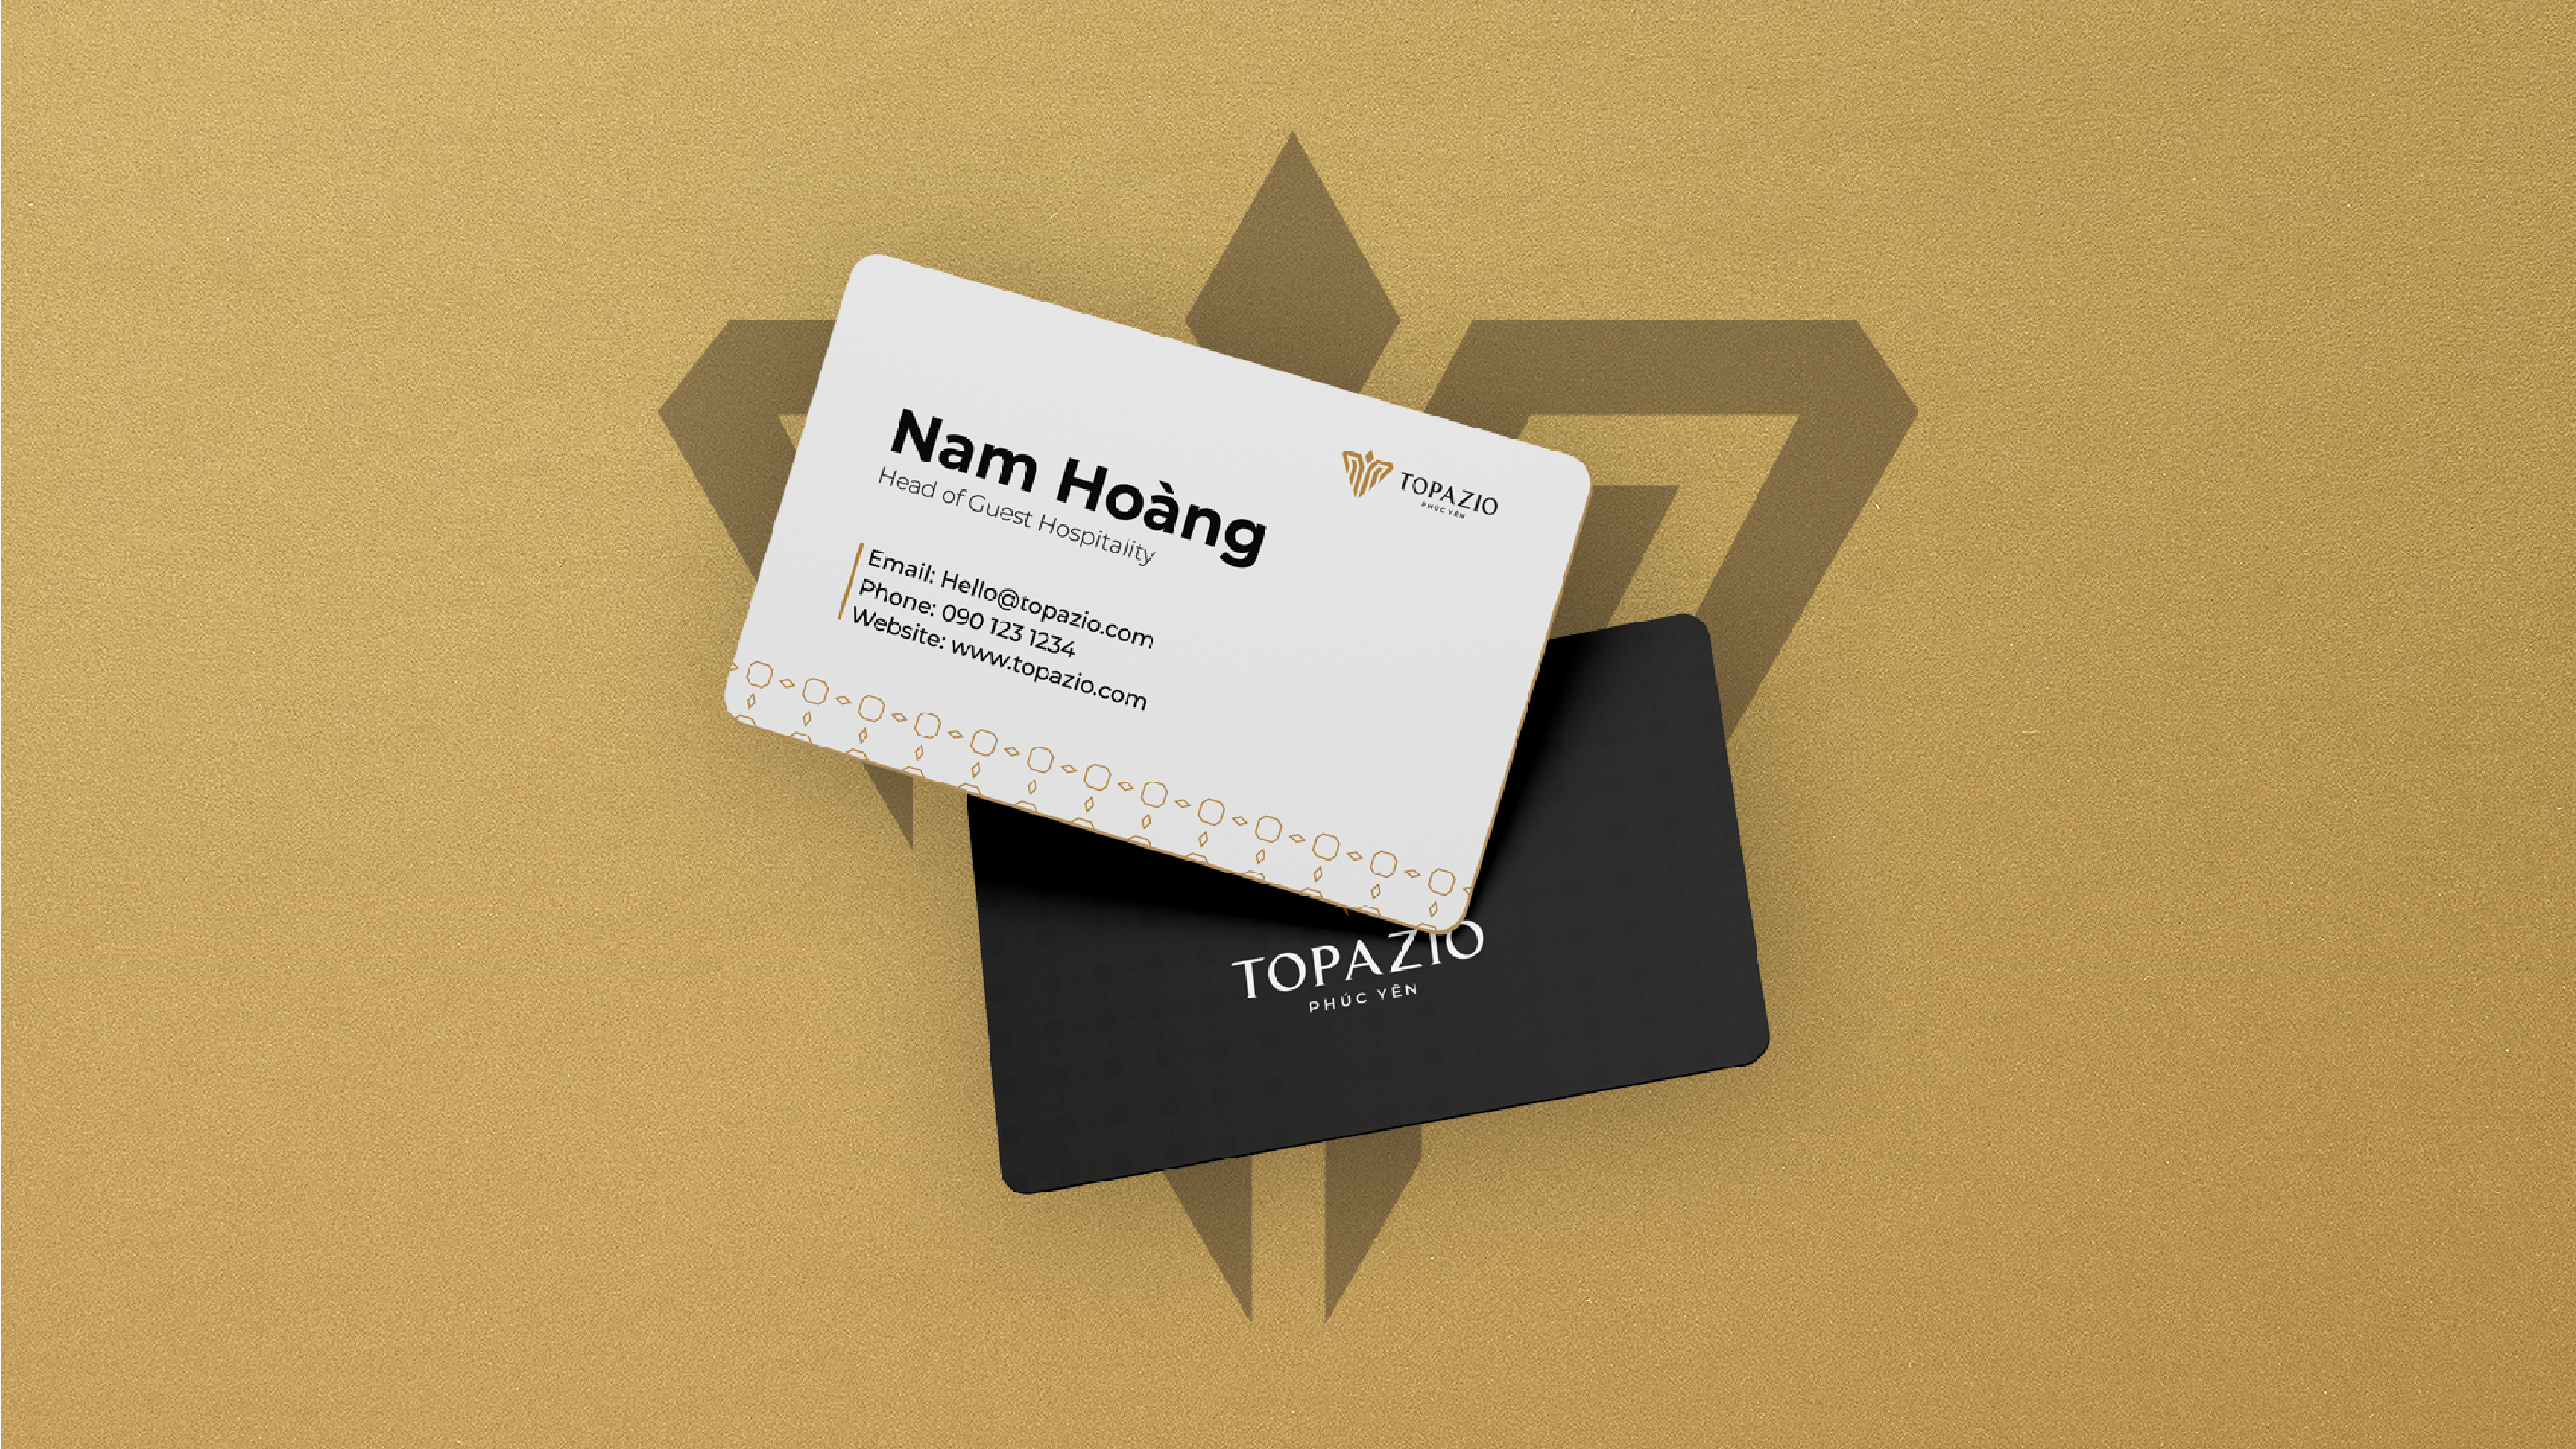 Nam Hoàng
Head of Guest Hospitality
TOPAZIO
PHÚC YÊN
Email: Hello@topazio.com
Phone: 090 123 1234
Website: www.topazio.com
TOPAZIO
PHÚC YÊN